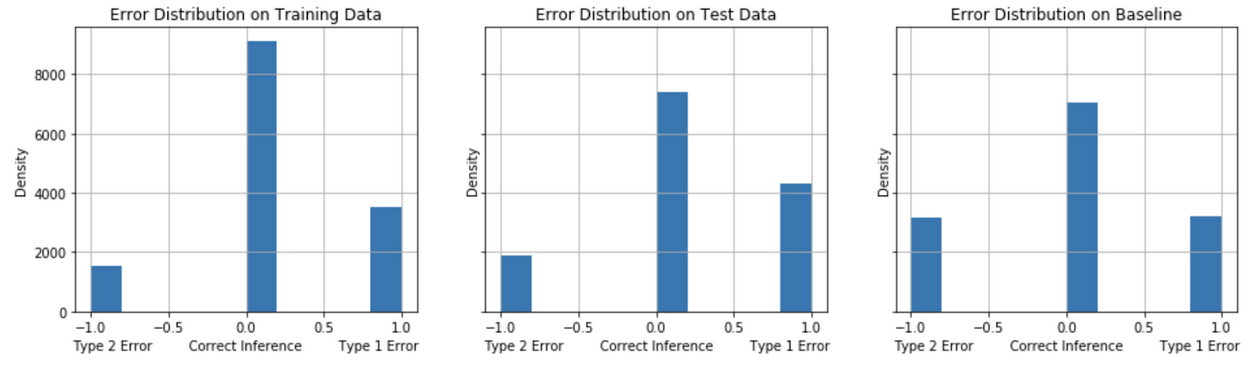 Error Distribution on Training Data
Density
8000
6000
4000
2000
0
−1.0 −0.5 0.0 0.5 1.0
Type 2 Error Correct Inference Type 1 Error
Error Distribution on Test Data
Density
−1.0 −0.5 0.0 0.5 1.0
Type 2 Error Correct Inference Type 1 Error
Error Distribution on Baseline
Density
−1.0 −0.5 0.0 0.5 1.0
Type 2 Error Correct Inference Type 1 Error